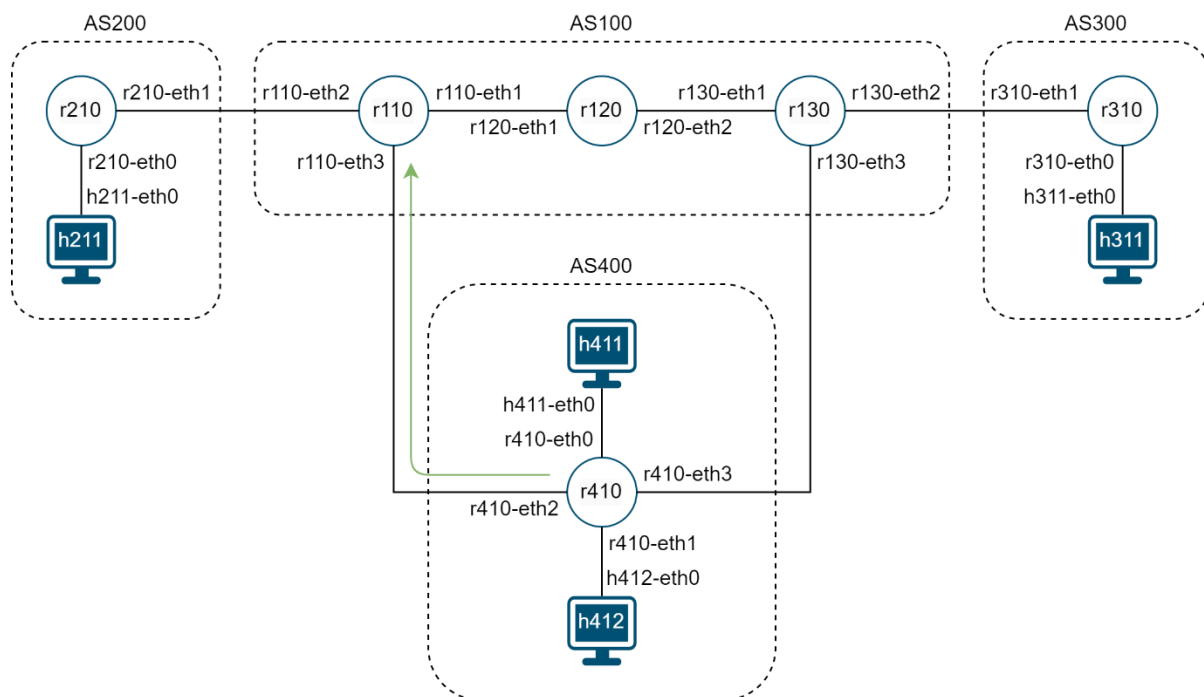 AS200
AS100
AS300
r210-eth1
r110-eth2
r110-eth1
r130-eth1
r130-eth2
r310-eth1
r210
r110
r120
r130
r310
r120-eth1
r120-eth2
r210-eth0
r110-eth3
r130-eth3
r310-eth0
h211-eth0
h311-eth0
h211
h311
AS400
h411
h411-eth0
r410-eth0
r410-eth3
r410
r410-eth2
r410-eth1
h412-eth0
h412